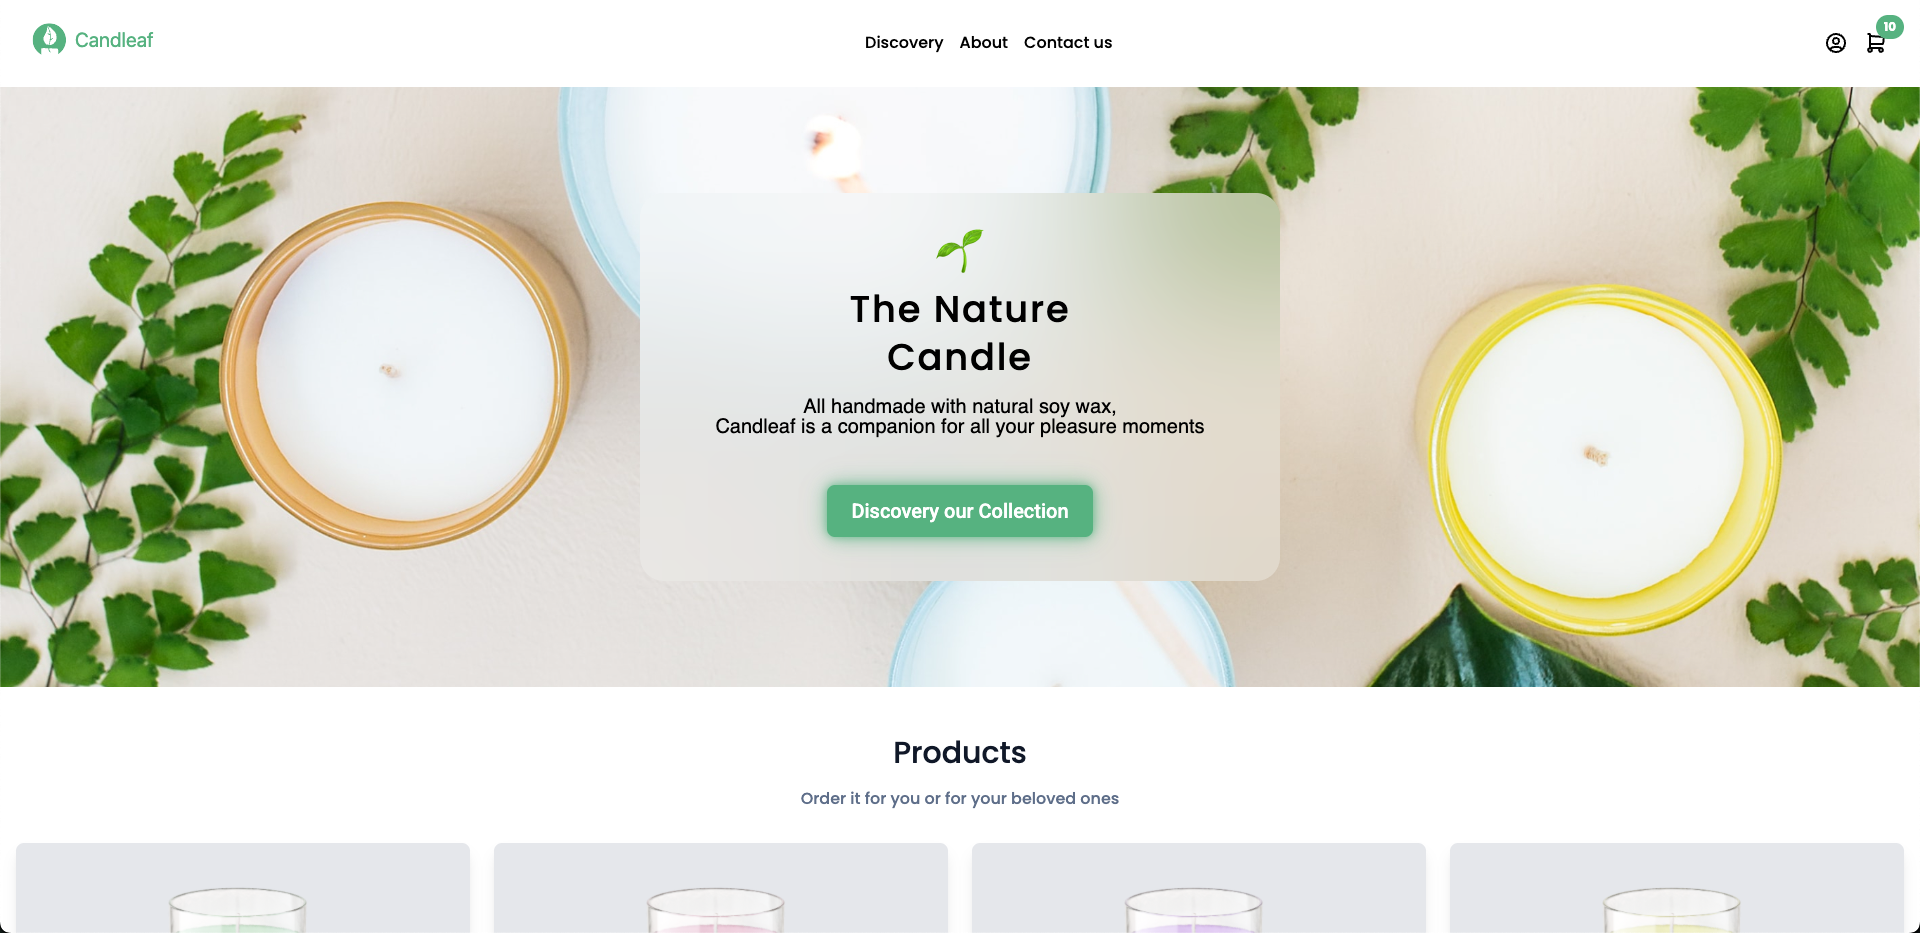 Candleaf
Discovery About Contact us
10
The Nature
Candle
All handmade with natural soy wax,
Candleaf is a companion for all your pleasure moments
Discovery our Collection
Products
Order it for you or for your beloved ones